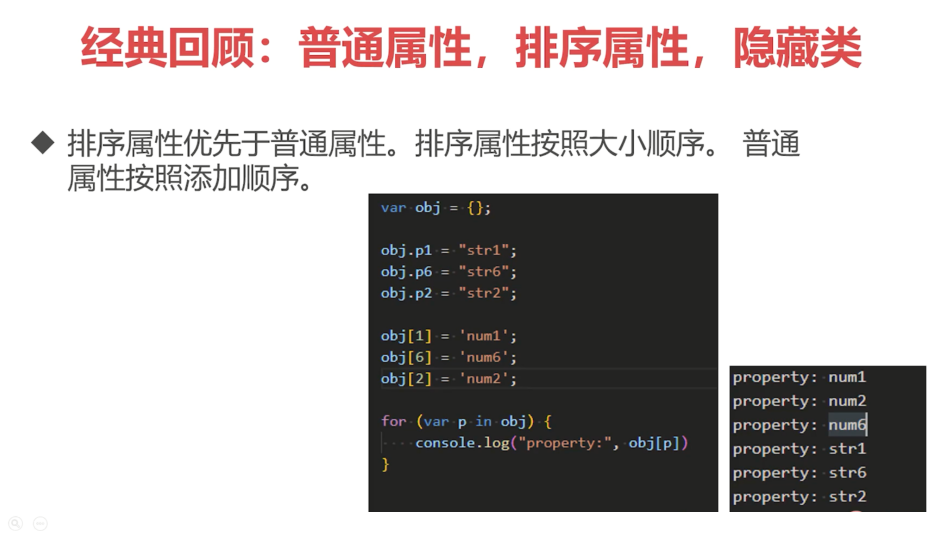 经典回顾：普通属性，排序属性，隐藏类
排序属性优先于普通属性。排序属性按照大小顺序。 普通
属性按照添加顺序。
var obj = {};
obj.p1 = "str1";
obj.p6 = "str6";
obj.p2 = "str2";
obj[1] = 'num1';
obj[6] = 'num6';
obj[2] = 'num2';
for (var p in obj) {
    console.log("property:", obj[p])
}
property: num1
property: num2
property: num6
property: str1
property: str6
property: str2